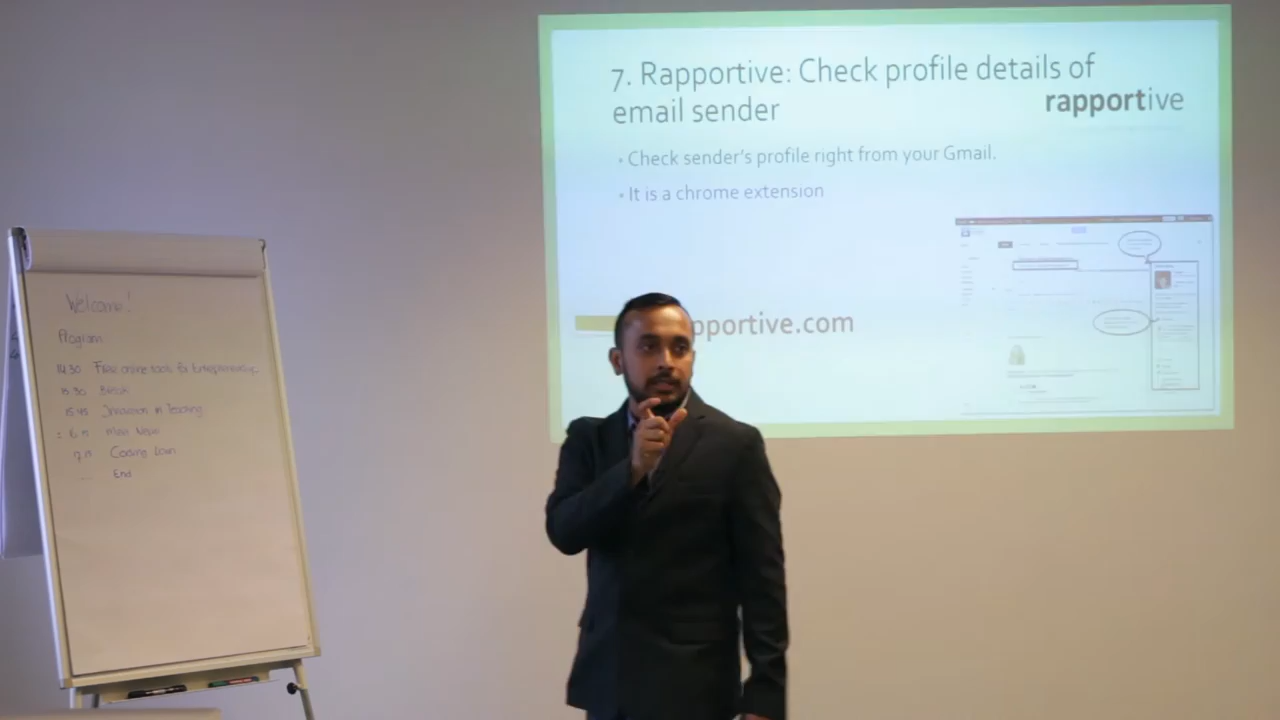 7. Rapportive: Check profile details of
email sender
rapportive
• Check sender's profile right from your Gmail.
• It is a chrome extension
pportive.com
Welcome!
Program
14.30 Free online tools for Entrepreneurship
15.30 Break
15.45 Innovation in Teaching
Nepal
Coding
End